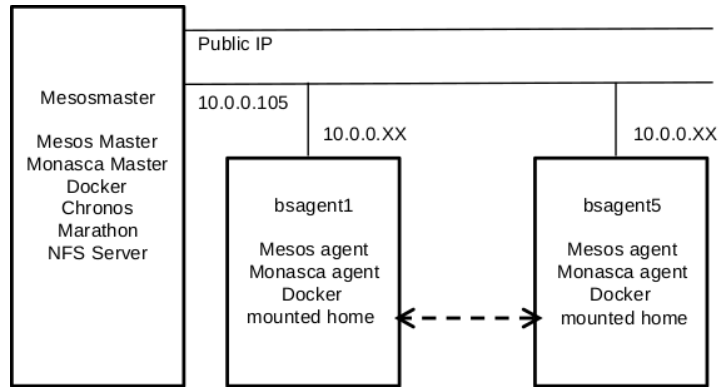 Public IP
Mesosmaster
10.0.0.105
10.0.0.XX
10.0.0.XX
Mesos Master
Monasca Master
Docker
Chronos
Marathon
NFS Server
bsagent1
Mesos agent
Monasca agent
Docker
mounted home
bsagent5
Mesos agent
Monasca agent
Docker
mounted home